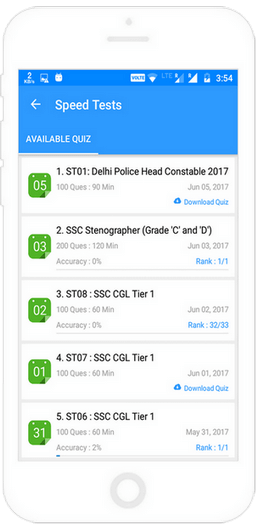 2 KB/s VOLTE LTE 3:54
Speed Tests
AVAILABLE QUIZ
05 1. ST01: Delhi Police Head Constable 2017
100 Ques : 90 Min Jun 05, 2017
Download Quiz
03 2. SSC Stenographer (Grade 'C' and 'D')
200 Ques : 120 Min Jun 03, 2017
Accuracy : 0% Rank : 1/1
02 3. ST08 : SSC CGL Tier 1
100 Ques : 60 Min Jun 02, 2017
Accuracy : 0% Rank : 32/33
01 4. ST07 : SSC CGL Tier 1
100 Ques : 60 Min Jun 01, 2017
Download Quiz
31 5. ST06 : SSC CGL Tier 1
100 Ques : 60 Min May 31, 2017
Accuracy : 2% Rank : 1/1